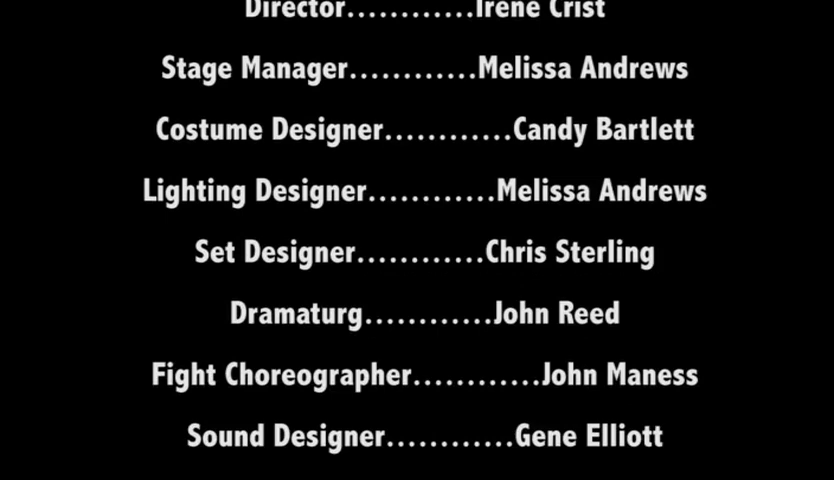 Director............Irene Crist
Stage Manager............Melissa Andrews
Costume Designer............Candy Bartlett
Lighting Designer............Melissa Andrews
Set Designer............Chris Sterling
Dramaturg............John Reed
Fight Choreographer............John Maness
Sound Designer............Gene Elliott